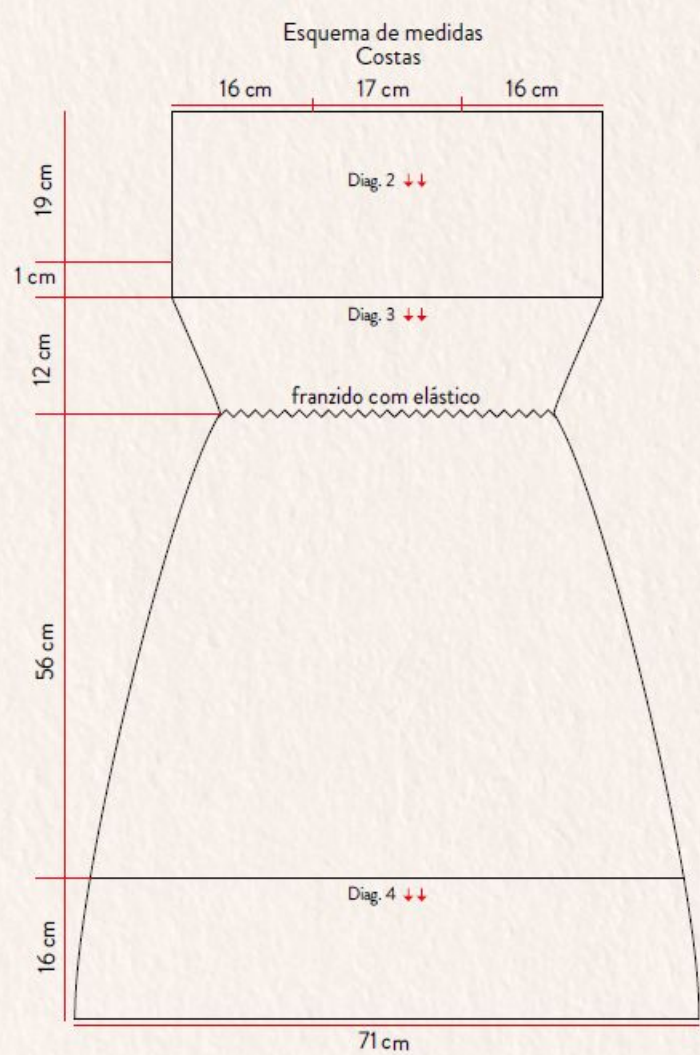 Esquema de medidas
Costas
16 cm 17 cm 16 cm
19 cm
Diag. 2 ↓↓
1 cm
Diag. 3 ↓↓
12 cm
franzido com elástico
56 cm
Diag. 4 ↓↓
16 cm
71 cm